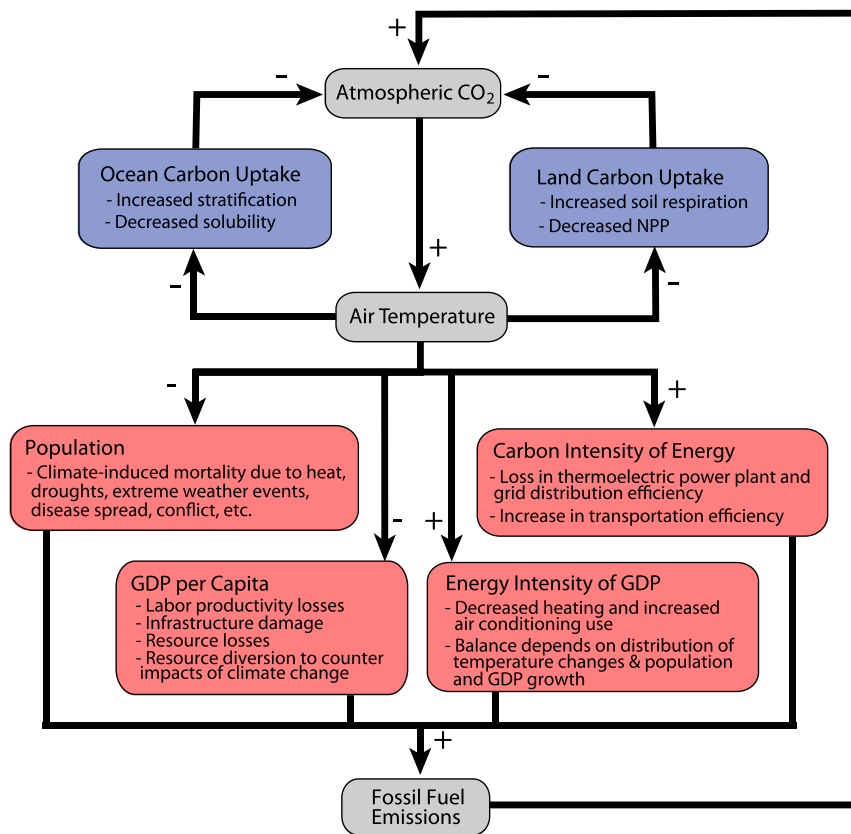 +
Atmospheric CO₂
-
-
Ocean Carbon Uptake
- Increased stratification
- Decreased solubility
Land Carbon Uptake
- Increased soil respiration
- Decreased NPP
+
-
-
Air Temperature
-
+
Population
- Climate-induced mortality due to heat,
droughts, extreme weather events,
disease spread, conflict, etc.
Carbon Intensity of Energy
- Loss in thermoelectric power plant and
grid distribution efficiency
- Increase in transportation efficiency
-
+
GDP per Capita
- Labor productivity losses
- Infrastructure damage
- Resource losses
- Resource diversion to counter
impacts of climate change
Energy Intensity of GDP
- Decreased heating and increased
air conditioning use
- Balance depends on distribution of
temperature changes & population
and GDP growth
+
Fossil Fuel
Emissions